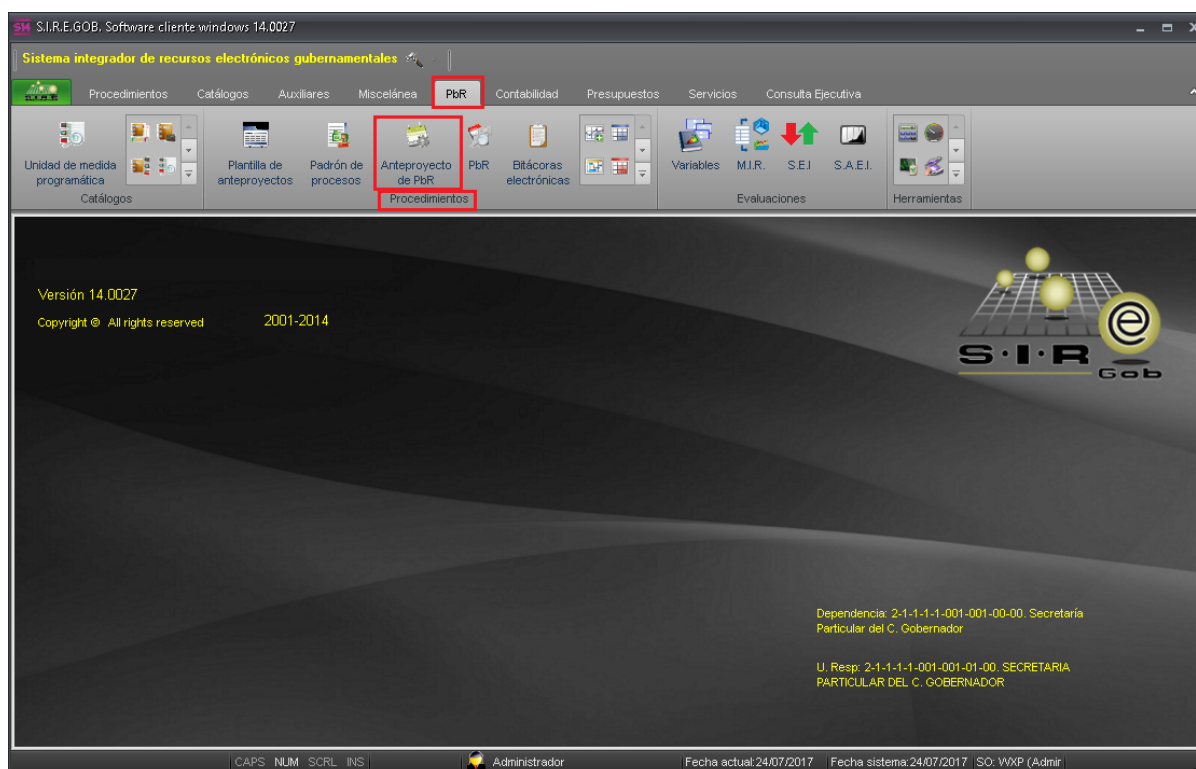 S.I.R.E.GOB. Software cliente windows 14.0027
Sistema integrador de recursos electrónicos gubernamentales
Procedimientos Catálogos Auxiliares Miscelánea PbR Contabilidad Presupuestos Servicios Consulta Ejecutiva
Unidad de medida programática
Plantilla de anteproyectos
Padrón de procesos
Anteproyecto de PbR
PbR
Bitácoras electrónicas
Variables
M.I.R.
S.E.I
S.A.E.I.
Catálogos Procedimientos Evaluaciones Herramientas
Versión 14.0027
Copyright © All rights reserved 2001-2014
S·I·R e
Gob
Dependencia: 2-1-1-1-1-001-001-00-00. Secretaría
Particular del C. Gobernador
U. Resp: 2-1-1-1-1-001-001-01-00. SECRETARIA
PARTICULAR DEL C. GOBERNADOR
CAPS NUM SCRL INS Administrador Fecha actual:24/07/2017 Fecha sistema:24/07/2017 SO: WXP (Admir